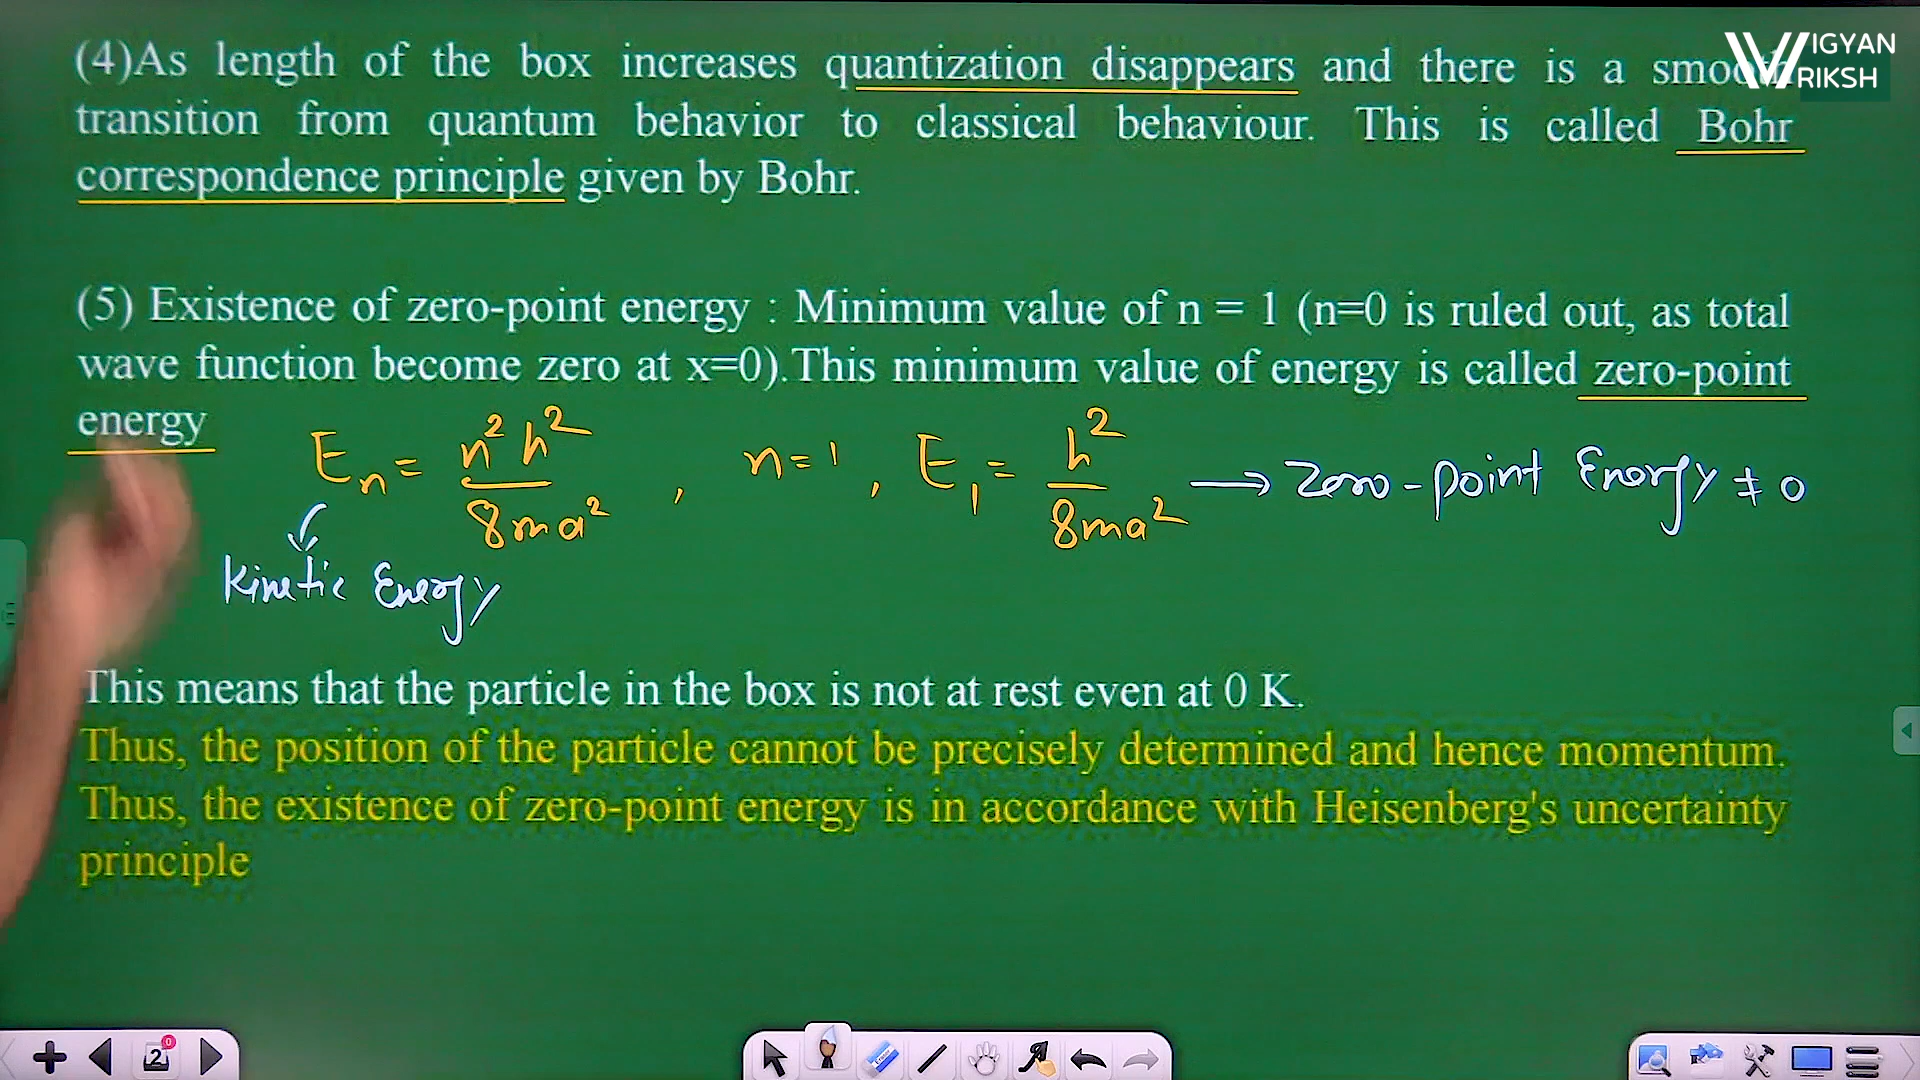 (4)As length of the box increases quantization disappears and there is a smooth
transition from quantum behavior to classical behaviour. This is called Bohr
correspondence principle given by Bohr.
VIGYAN
VRIKSH
(5) Existence of zero-point energy : Minimum value of n = 1 (n=0 is ruled out, as total
wave function become zero at x=0).This minimum value of energy is called zero-point
energy
Eₙ = n²h²/8ma² , n=1 , E₁ = h²/8ma² → Zero-point Energy ≠ 0
Kinetic Energy
This means that the particle in the box is not at rest even at 0 K.
Thus, the position of the particle cannot be precisely determined and hence momentum.
Thus, the existence of zero-point energy is in accordance with Heisenberg's uncertainty
principle
2
0